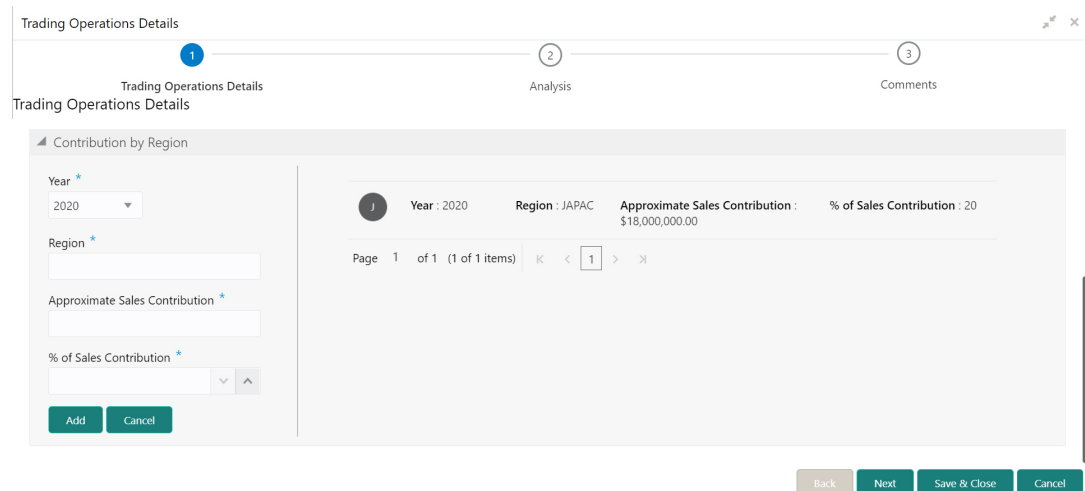 Trading Operations Details
1
2
3
Trading Operations Details
Analysis
Comments
Trading Operations Details
Contribution by Region
Year *
2020
Region *
Approximate Sales Contribution *
% of Sales Contribution *
Add Cancel
J Year : 2020 Region : JAPAC Approximate Sales Contribution : % of Sales Contribution : 20
$18,000,000.00
Page 1 of 1 (1 of 1 items) 1
Back Next Save & Close Cancel